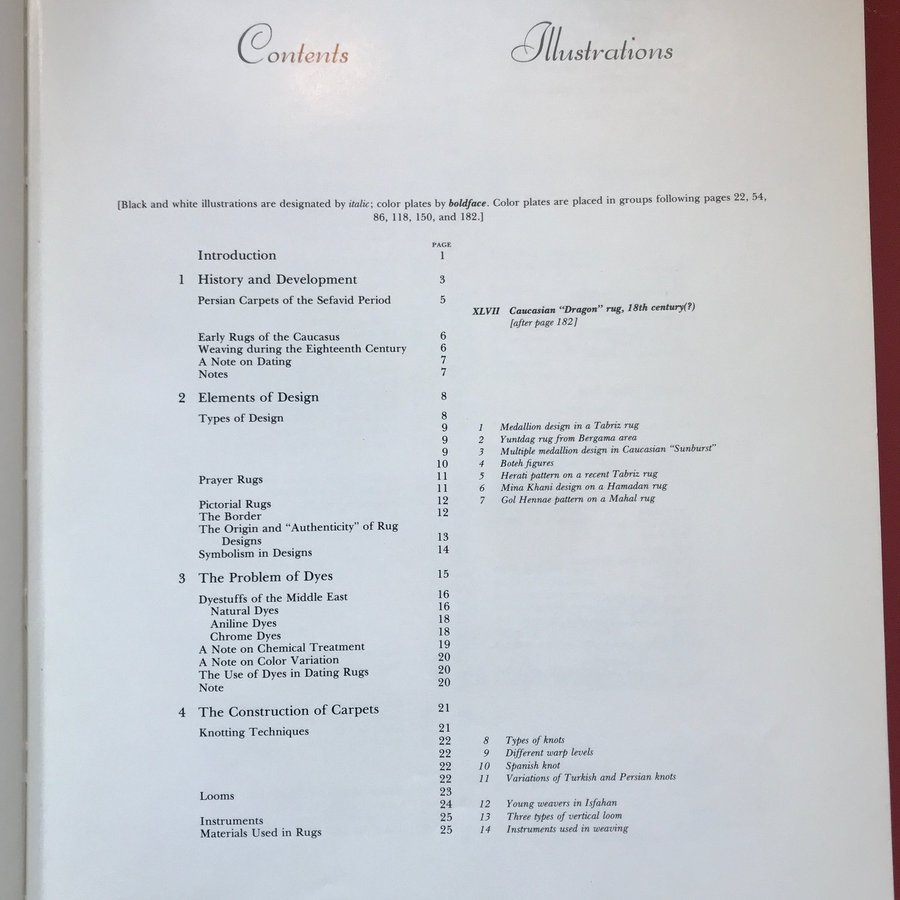 Contents Illustrations
[Black and white illustrations are designated by italic; color plates by boldface. Color plates are placed in groups following pages 22, 54,
86, 118, 150, and 182.]
PAGE
Introduction 1
1 History and Development 3
Persian Carpets of the Sefavid Period 5
XLVII Caucasian "Dragon" rug, 18th century(?)
[after page 182]
Early Rugs of the Caucasus 6
Weaving during the Eighteenth Century 6
A Note on Dating 7
Notes 7
2 Elements of Design 8
Types of Design 8
9 1 Medallion design in a Tabriz rug
9 2 Yuntdag rug from Bergama area
9 3 Multiple medallion design in Caucasian "Sunburst"
10 4 Boteh figures
Prayer Rugs 11 5 Herati pattern on a recent Tabriz rug
11 6 Mina Khani design on a Hamadan rug
Pictorial Rugs 12 7 Gol Hennae pattern on a Mahal rug
The Border 12
The Origin and "Authenticity" of Rug
Designs 13
Symbolism in Designs 14
3 The Problem of Dyes 15
Dyestuffs of the Middle East 16
Natural Dyes 16
Aniline Dyes 18
Chrome Dyes 18
A Note on Chemical Treatment 19
A Note on Color Variation 20
The Use of Dyes in Dating Rugs 20
Note 20
4 The Construction of Carpets 21
Knotting Techniques 21
22 8 Types of knots
22 9 Different warp levels
22 10 Spanish knot
22 11 Variations of Turkish and Persian knots
Looms 23
24 12 Young weavers in Isfahan
Instruments 25 13 Three types of vertical loom
Materials Used in Rugs 25 14 Instruments used in weaving